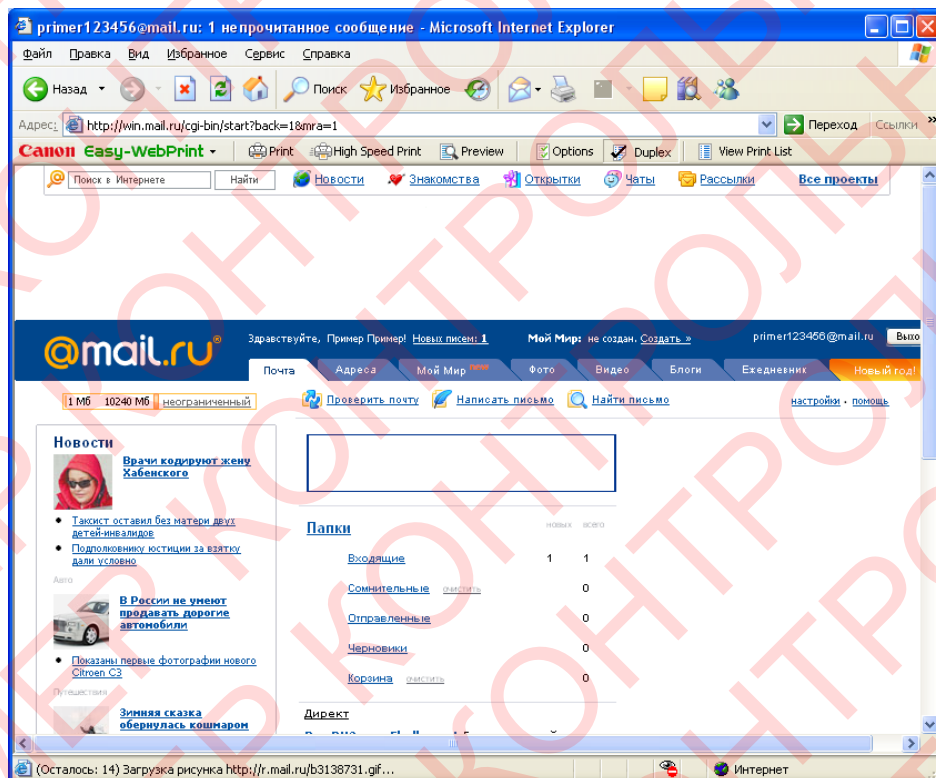 primer123456@mail.ru: 1 непрочитанное сообщение - Microsoft Internet Explorer
Файл Правка Вид Избранное Сервис Справка
Назад Поиск Избранное
Адрес: http://win.mail.ru/cgi-bin/start?back=1&mra=1 Переход Ссылки »
Canon Easy-WebPrint Print High Speed Print Preview Options Duplex View Print List
Поиск в Интернете Найти Новости Знакомства Открытки Чаты Рассылки Все проекты
@mail.ru® Здравствуйте, Пример Пример! Новых писем: 1 Мой Мир: не создан. Создать » primer123456@mail.ru Выхо
Почта Адреса Мой Мир new Фото Видео Блоги Ежедневник Новый год!
1 Мб 10240 Мб неограниченный Проверить почту Написать письмо Найти письмо настройки · помощь
Новости
Врачи кодируют жену
Хабенского
Таксист оставил без матери двух
детей-инвалидов
Подполковнику юстиции за взятку
дали условно
Авто
В России не умеют
продавать дорогие
автомобили
Показаны первые фотографии нового
Citroen C3
Путешествия
Зимняя сказка
обернулась кошмаром
Папки новых всего
Входящие 1 1
Сомнительные очистить 0
Отправленные 0
Черновики 0
Корзина очистить 0
Директ
(Осталось: 14) Загрузка рисунка http://r.mail.ru/b3138731.gif... Интернет